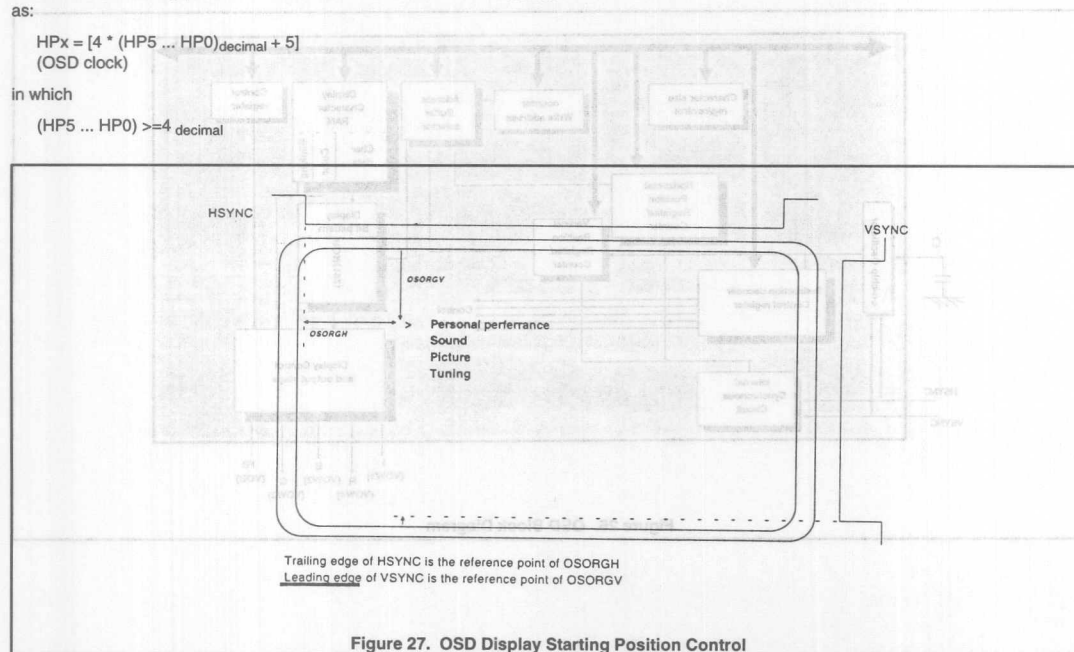 as:
HPx = [4 * (HP5 ... HP0)decimal + 5]
(OSD clock)
in which
(HP5 ... HP0) >=4 decimal
HSYNC
VSYNC
OSORGV
OSORGH
> Personal perferrance
Sound
Picture
Tuning
Trailing edge of HSYNC is the reference point of OSORGH
Leading edge of VSYNC is the reference point of OSORGV
Figure 27. OSD Display Starting Position Control